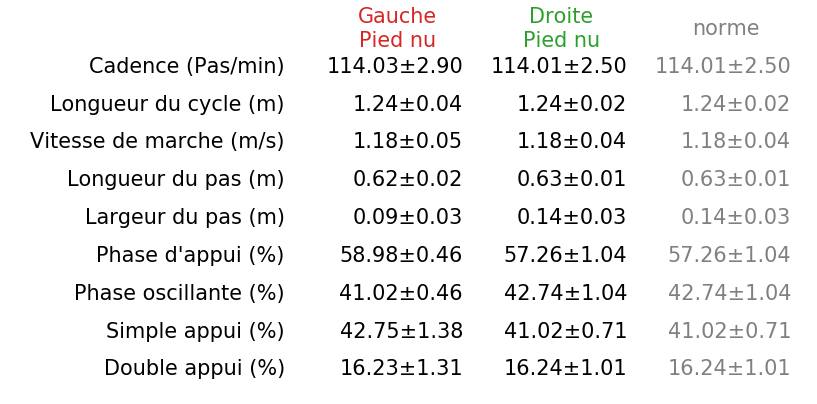 Gauche Droite norme
Pied nu Pied nu
Cadence (Pas/min) 114.03±2.90 114.01±2.50 114.01±2.50
Longueur du cycle (m) 1.24±0.04 1.24±0.02 1.24±0.02
Vitesse de marche (m/s) 1.18±0.05 1.18±0.04 1.18±0.04
Longueur du pas (m) 0.62±0.02 0.63±0.01 0.63±0.01
Largeur du pas (m) 0.09±0.03 0.14±0.03 0.14±0.03
Phase d'appui (%) 58.98±0.46 57.26±1.04 57.26±1.04
Phase oscillante (%) 41.02±0.46 42.74±1.04 42.74±1.04
Simple appui (%) 42.75±1.38 41.02±0.71 41.02±0.71
Double appui (%) 16.23±1.31 16.24±1.01 16.24±1.01